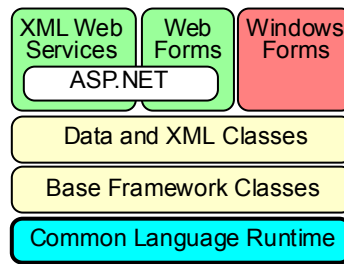 XML Web
Services
Web
Forms
Windows
Forms
ASP.NET
Data and XML Classes
Base Framework Classes
Common Language Runtime